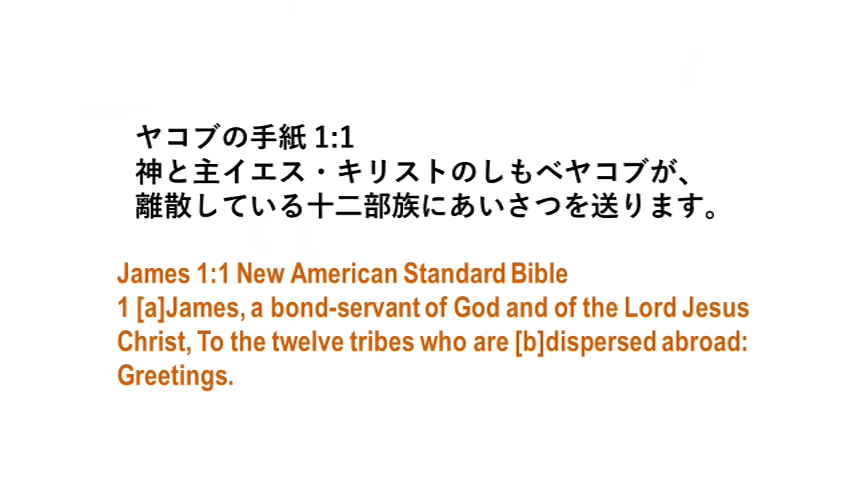 ヤコブの手紙 1:1
神と主イエス・キリストのしもべヤコブが、
離散している十二部族にあいさつを送ります。
James 1:1 New American Standard Bible
1 [a]James, a bond-servant of God and of the Lord Jesus
Christ, To the twelve tribes who are [b]dispersed abroad:
Greetings.